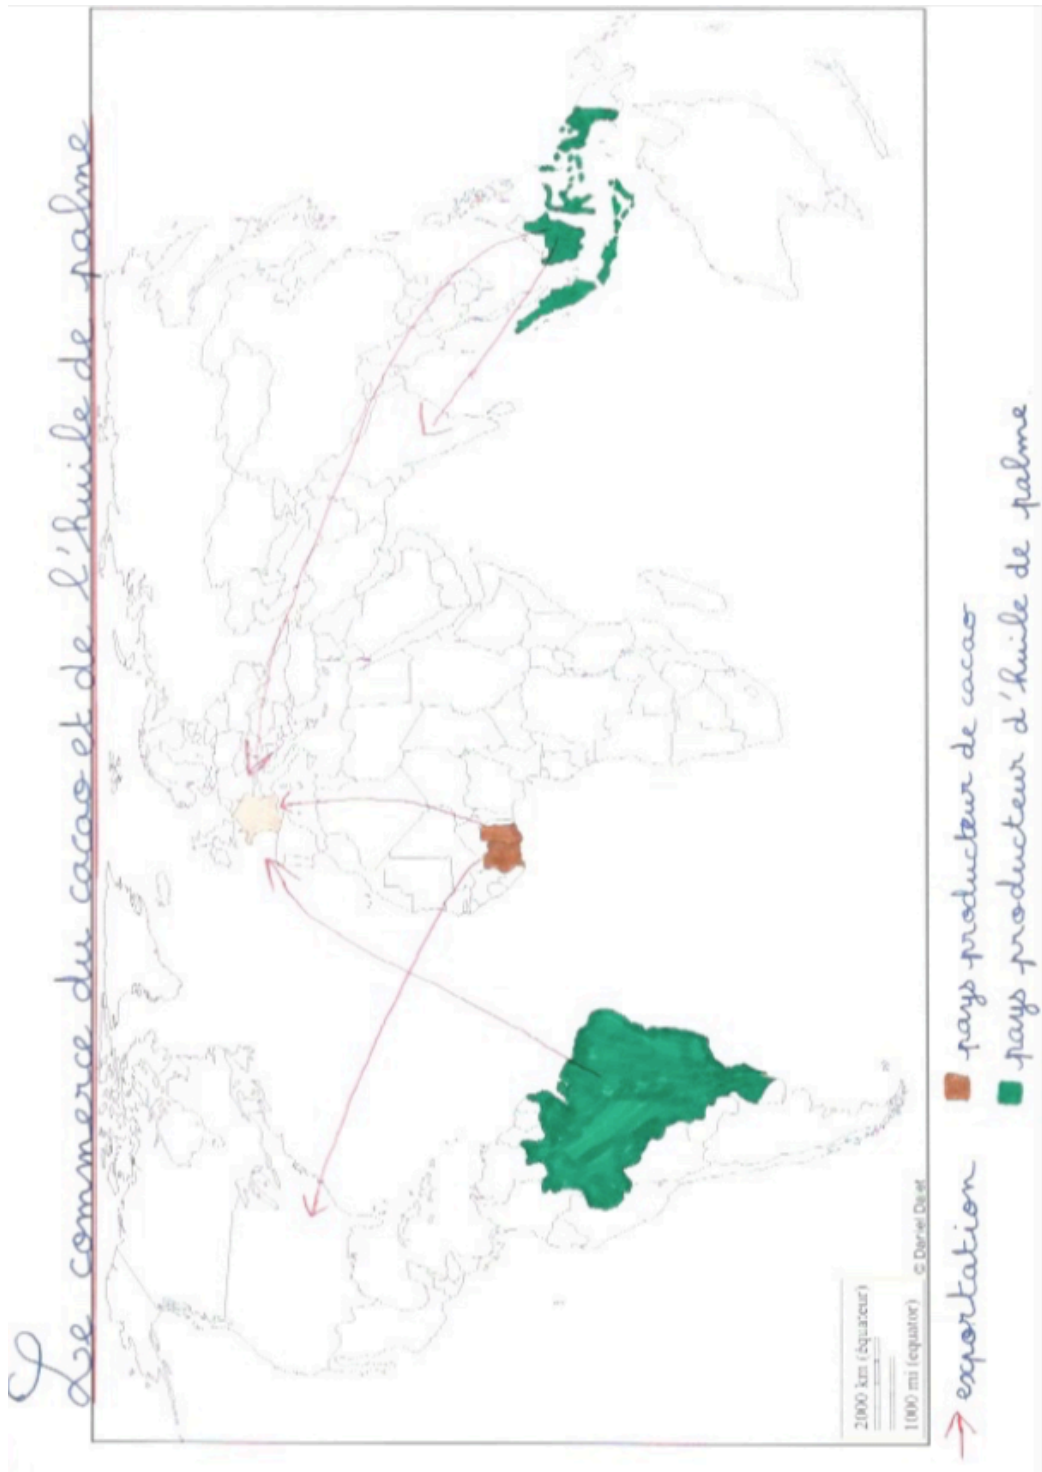 Le commerce du cacao et de l'huile de palme
2000 km (équateur)
1000 mi (equator)
© Daniel Dalet
→ exportation
pays producteur de cacao
pays producteur d'huile de palme